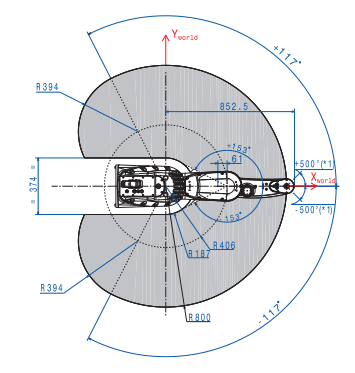 Yworld
+117°
R394
852.5
+153°
61
+500°(*1)
Xworld
= 374 =
-500°(*1)
-153°
R406
R187
R394
R800
-117°